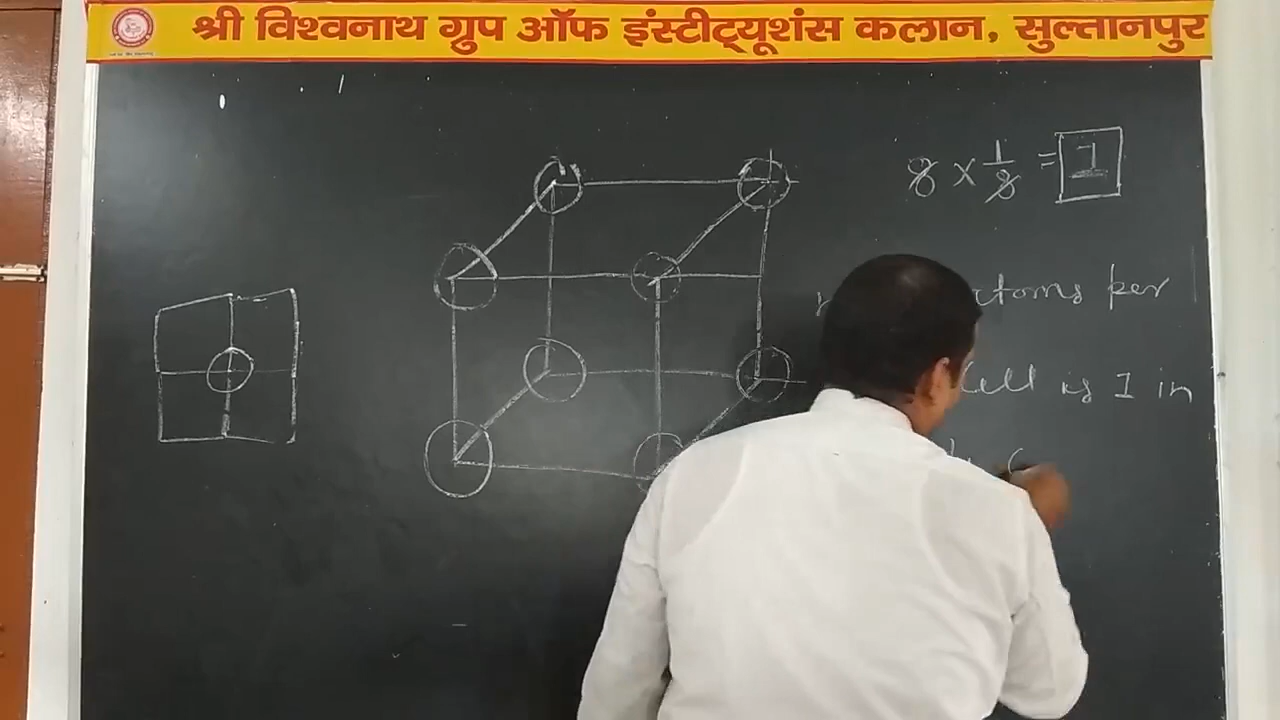 श्री विश्वनाथ ग्रुप ऑफ इंस्टीट्यूशंस कलान, सुल्तानपुर
8 × 1/8 = 1
atoms per
Cell is 1 in